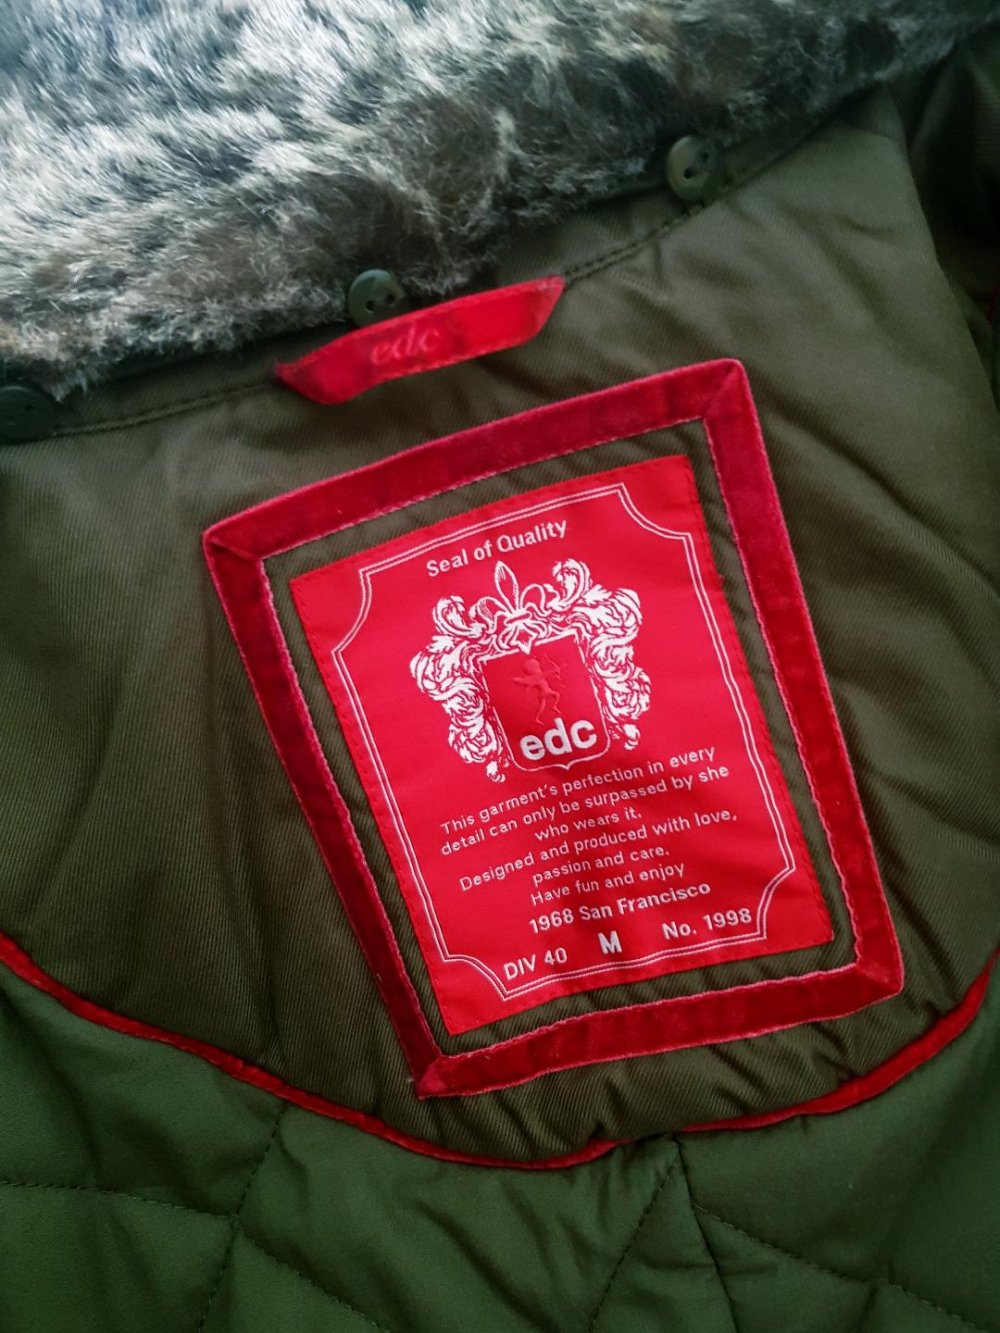 edc
Seal of Quality
edc
This garment's perfection in every
detail can only be surpassed by she
who wears it.
Designed and produced with love,
passion and care.
Have fun and enjoy
1968 San Francisco
DIV 40 M No. 1998